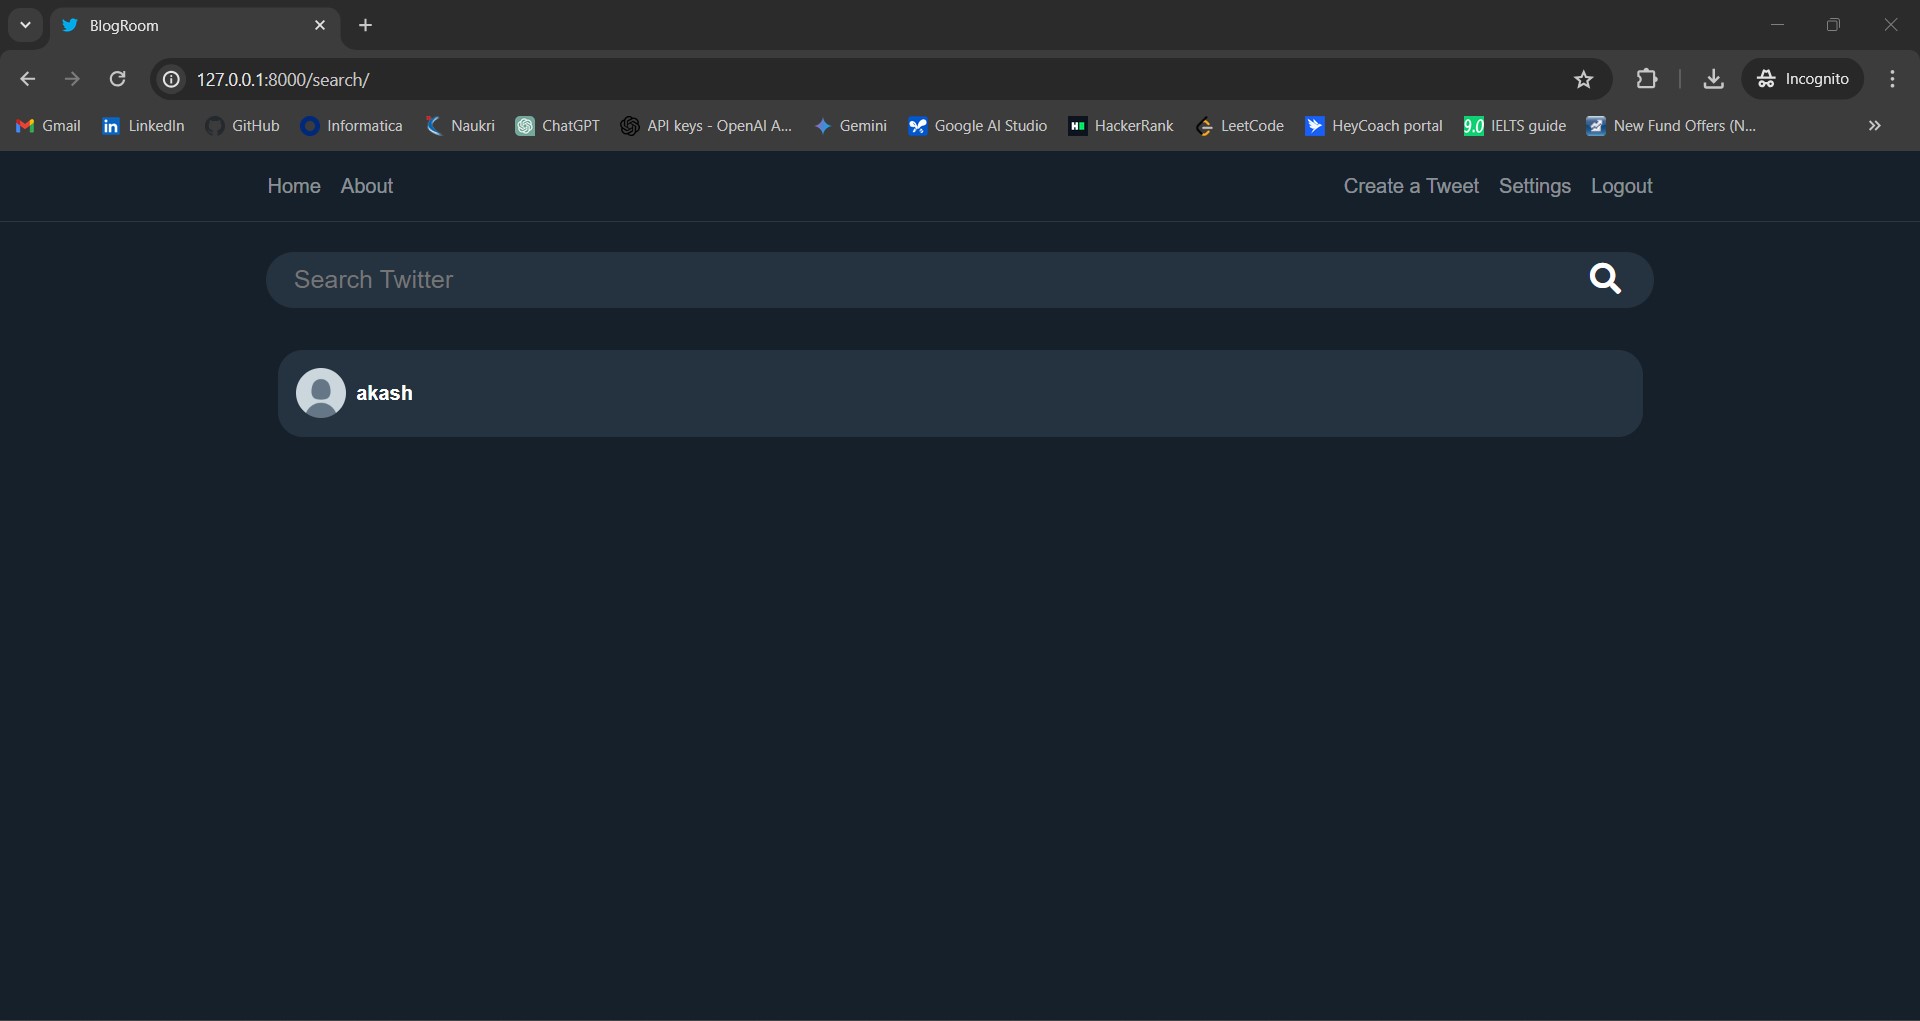 BlogRoom
127.0.0.1:8000/search/
Incognito
Gmail LinkedIn GitHub Informatica Naukri ChatGPT API keys - OpenAI A... Gemini Google AI Studio HackerRank LeetCode HeyCoach portal 9.0 IELTS guide New Fund Offers (N...
Home About Create a Tweet Settings Logout
Search Twitter
akash